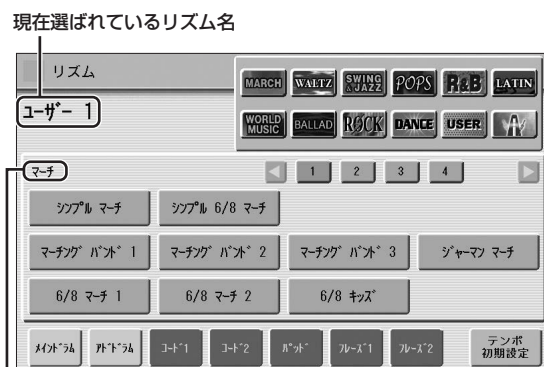 現在選ばれているリズム名
リズム
MARCH WALTZ SWING & JAZZ POPS R&B LATIN
ユーザー 1
WORLD MUSIC BALLAD ROCK DANCE USER
マーチ
1 2 3 4
シンプル マーチ シンプル 6/8 マーチ
マーチング バンド 1 マーチング バンド 2 マーチング バンド 3 ジャーマン マーチ
6/8 マーチ 1 6/8 マーチ 2 6/8 キッズ
メインドラム アドドラム コード1 コード2 パッド フレーズ1 フレーズ2 テンポ
初期設定